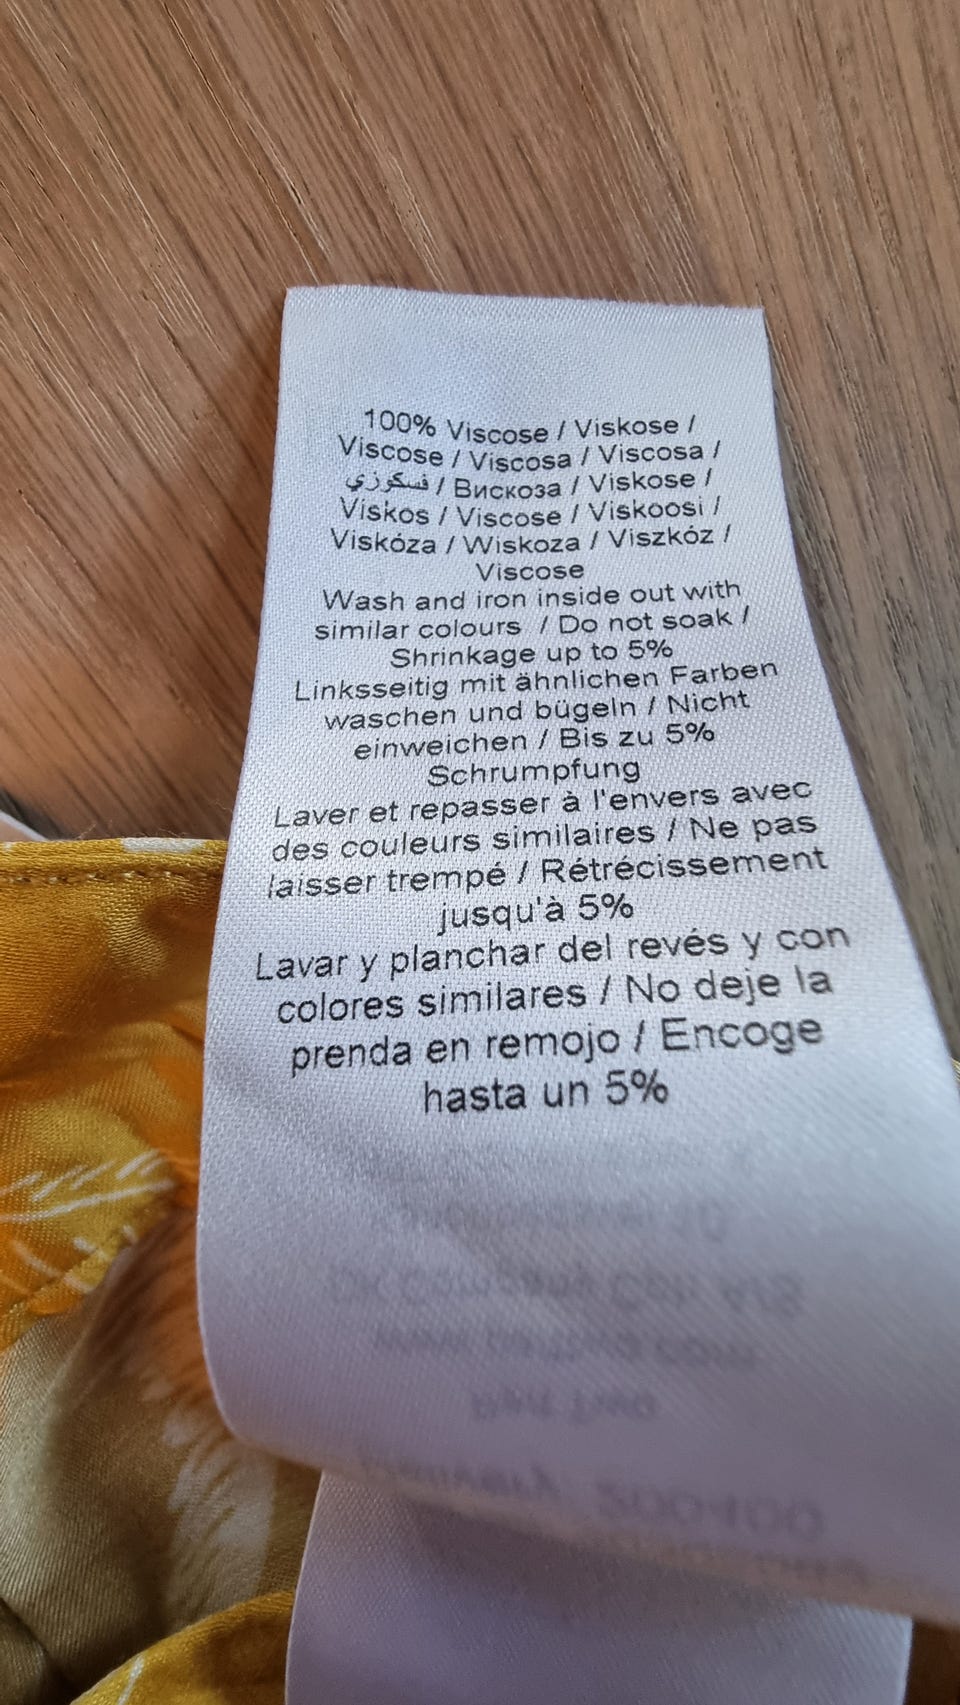 100% Viscose / Viskose /
Viscose / Viscosa / Viscosa /
فسكوزي / Вискоза / Viskose /
Viskos / Viscose / Viskoosi /
Viskóza / Wiskoza / Viszkóz /
Viscose
Wash and iron inside out with
similar colours / Do not soak /
Shrinkage up to 5%
Linksseitig mit ähnlichen Farben
waschen und bügeln / Nicht
einweichen / Bis zu 5%
Schrumpfung
Laver et repasser à l'envers avec
des couleurs similaires / Ne pas
laisser trempé / Rétrécissement
jusqu'à 5%
Lavar y planchar del revés y con
colores similares / No deje la
prenda en remojo / Encoge
hasta un 5%